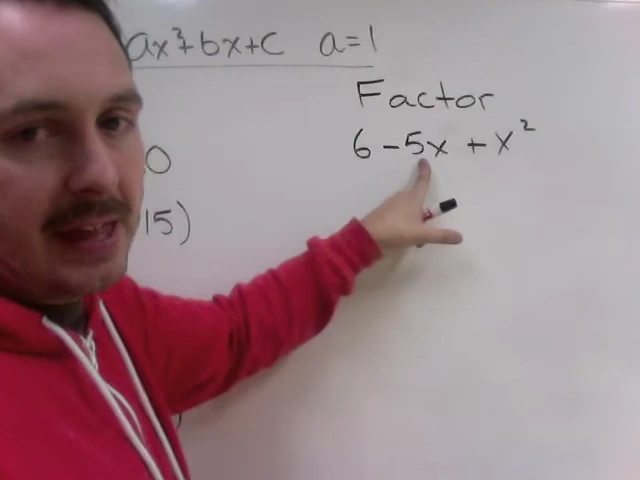 ax²+bx+c a=1
Factor
6-5x+x²
0
15)